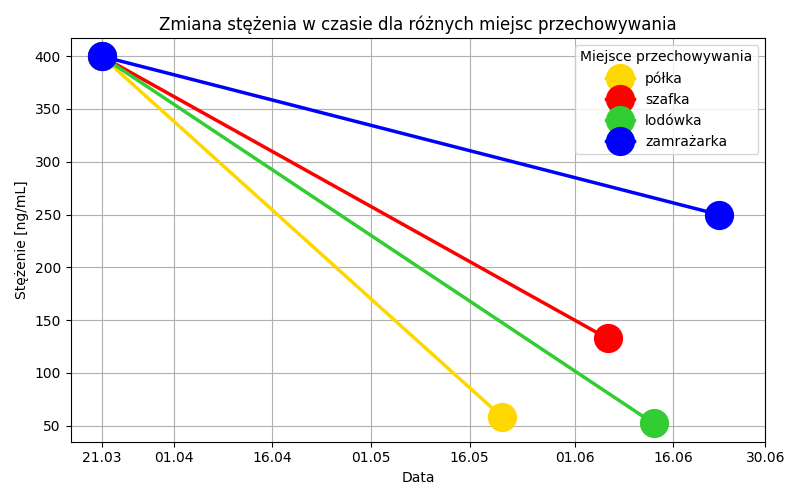 Zmiana stężenia w czasie dla różnych miejsc przechowywania
Stężenie [ng/mL]
400
350
300
250
200
150
100
50
Miejsce przechowywania
półka
szafka
lodówka
zamrażarka
21.03 01.04 16.04 01.05 16.05 01.06 16.06 30.06
Data